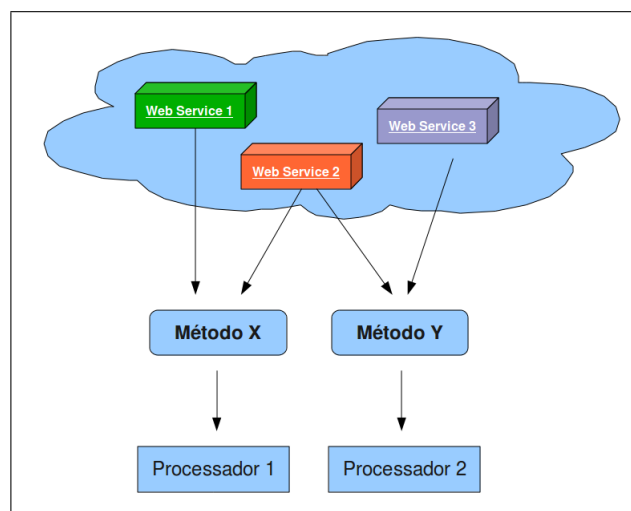 Web Service 1
Web Service 3
Web Service 2
Método X
Método Y
Processador 1
Processador 2